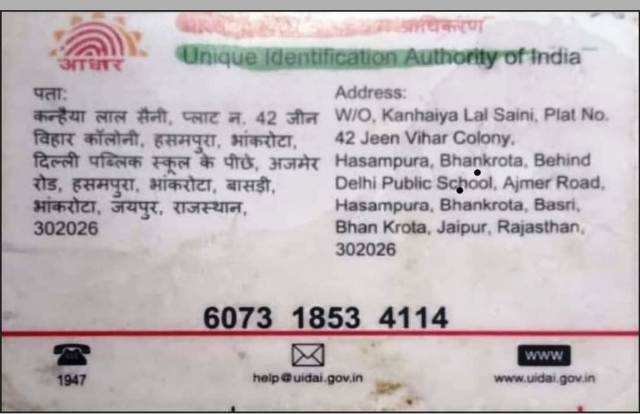 आधार
Unique Identification Authority of India
पता:
कन्हैया लाल सैनी, प्लाट न. 42 जीन
विहार कॉलोनी, हसमपुरा, भांकरोटा,
दिल्ली पब्लिक स्कूल के पीछे, अजमेर
रोड, हसमपुरा, भांकरोटा, बासड़ी,
भांकरोटा, जयपुर, राजस्थान,
302026
Address:
W/O, Kanhaiya Lal Saini, Plat No.
42 Jeen Vihar Colony,
Hasampura, Bhankrota, Behind
Delhi Public School, Ajmer Road,
Hasampura, Bhankrota, Basri,
Bhan Krota, Jaipur, Rajasthan,
302026
6073 1853 4114
1947
help@uidai.gov.in
WWW
www.uidai.gov.in